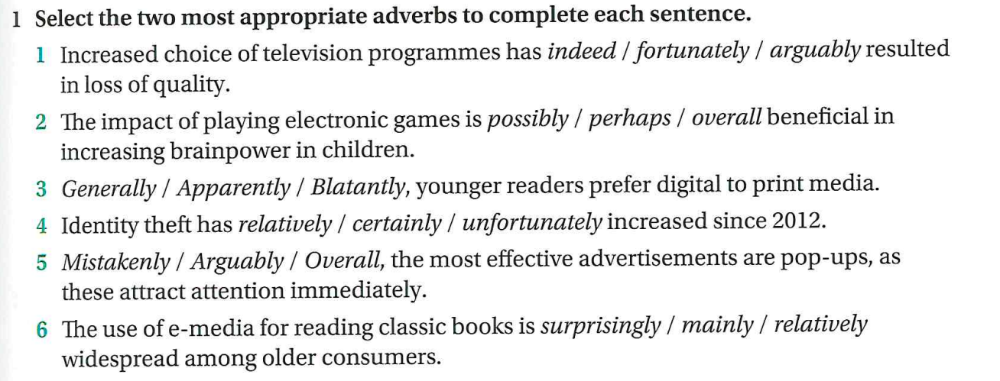 1 Select the two most appropriate adverbs to complete each sentence.
1 Increased choice of television programmes has indeed / fortunately / arguably resulted
in loss of quality.
2 The impact of playing electronic games is possibly / perhaps / overall beneficial in
increasing brainpower in children.
3 Generally / Apparently / Blatantly, younger readers prefer digital to print media.
4 Identity theft has relatively / certainly / unfortunately increased since 2012.
5 Mistakenly / Arguably / Overall, the most effective advertisements are pop-ups, as
these attract attention immediately.
6 The use of e-media for reading classic books is surprisingly / mainly / relatively
widespread among older consumers.